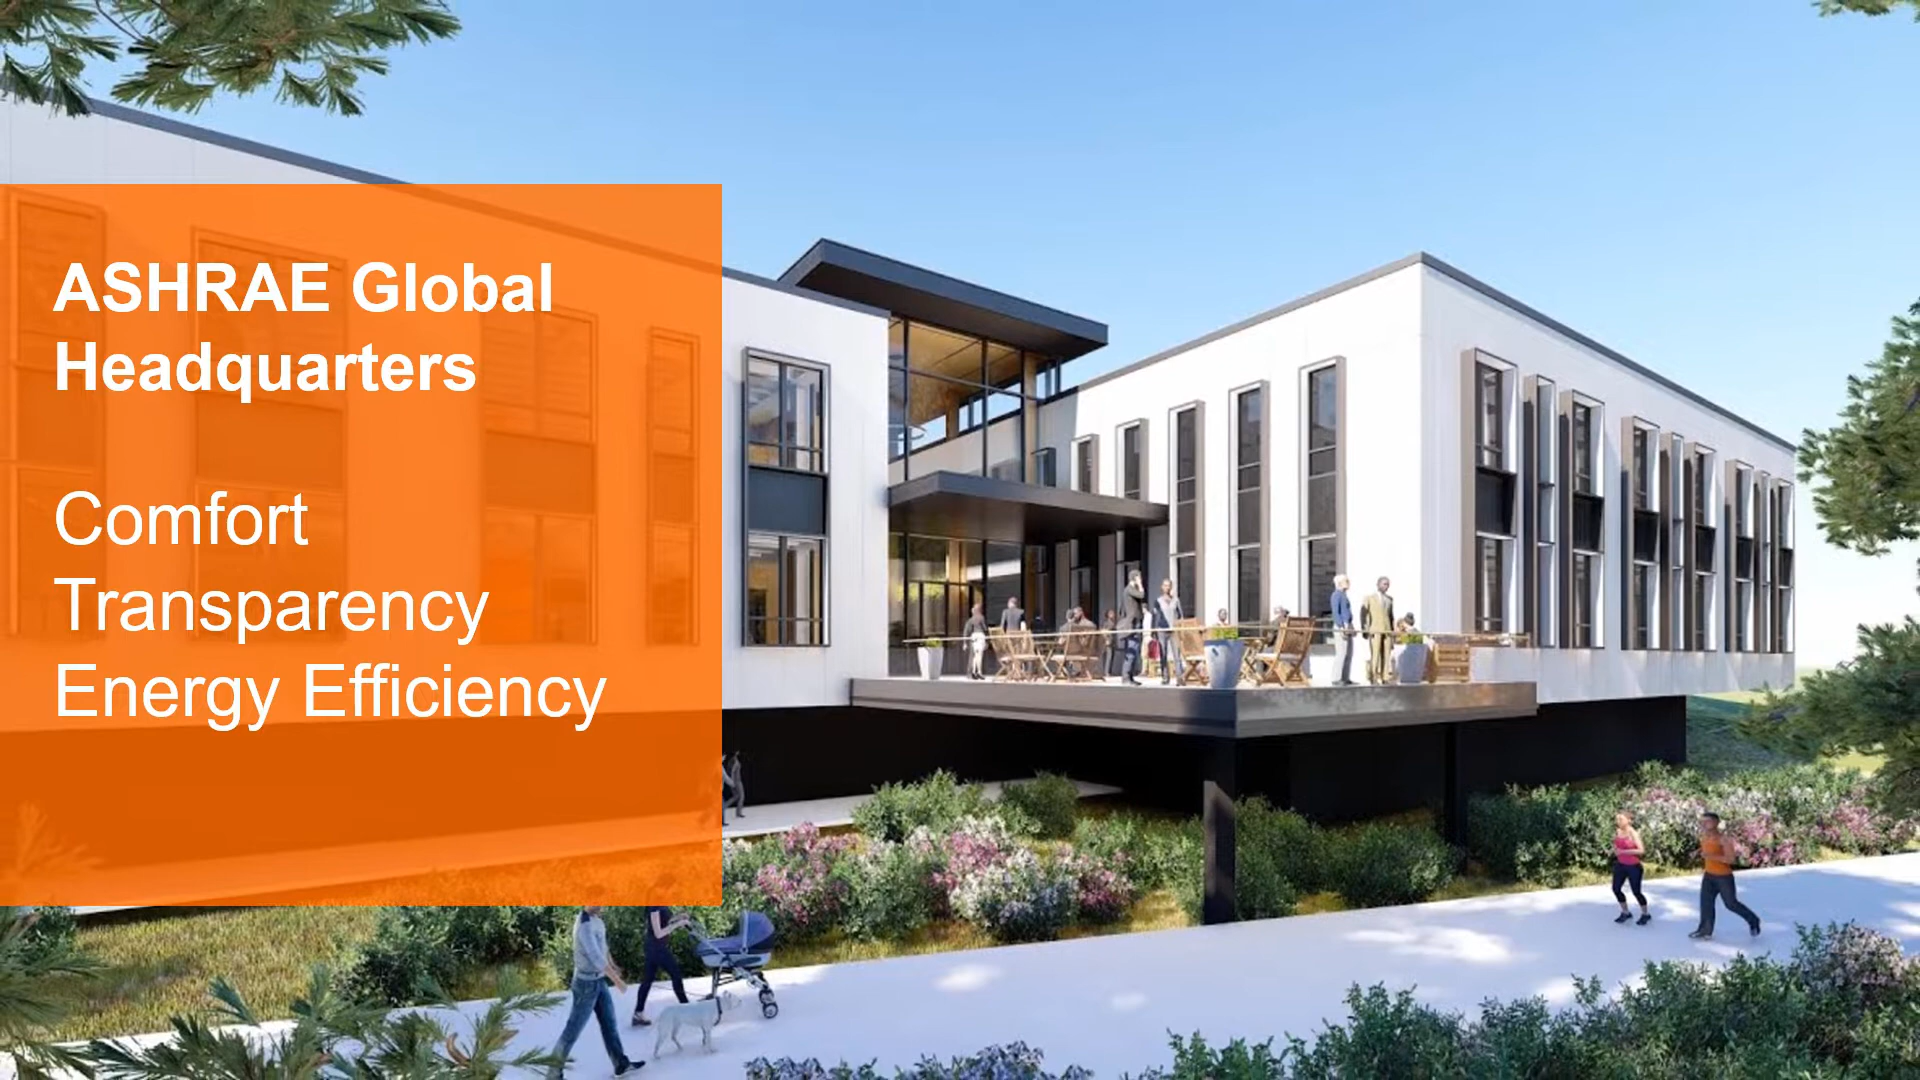 ASHRAE Global
Headquarters
Comfort
Transparency
Energy Efficiency